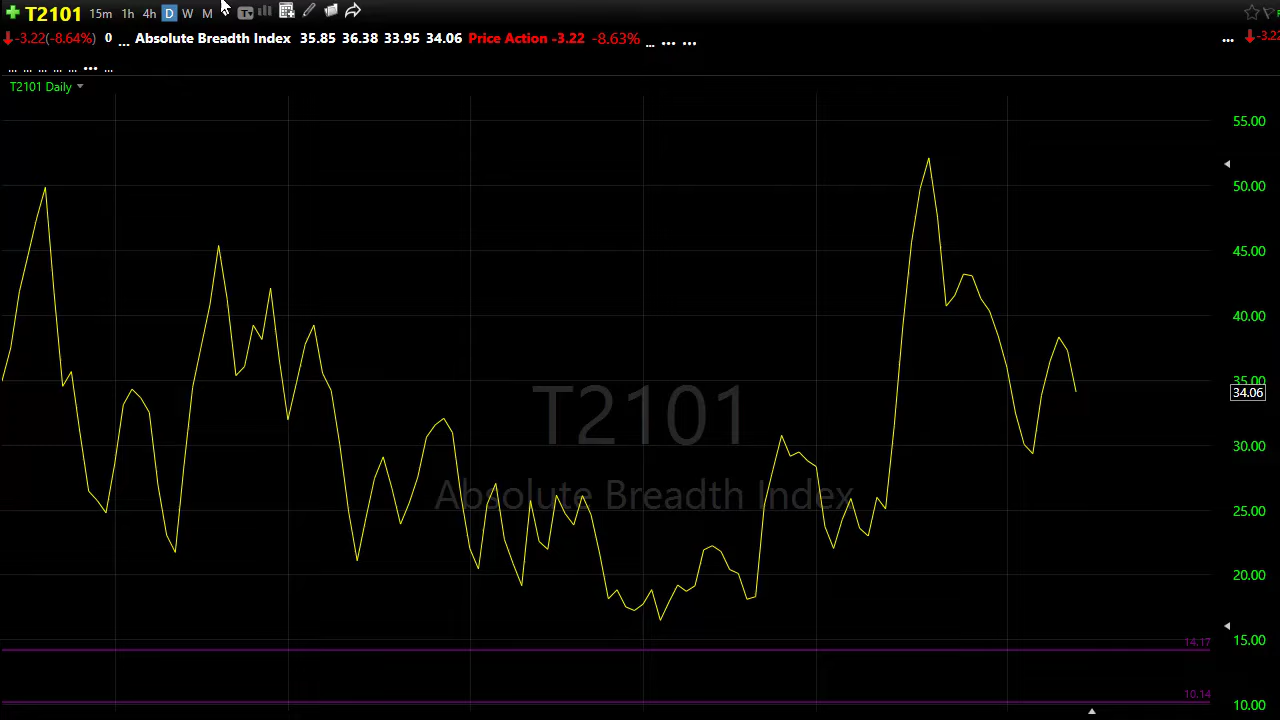 T2101 15m 1h 4h D W M
-3.22(-8.64%) 0 ... Absolute Breadth Index 35.85 36.38 33.95 34.06 Price Action -3.22 -8.63% ... ... ... ... -3.22
... ... ... ... ... ... ...
T2101 Daily
55.00
50.00
45.00
40.00
35.00
34.06
30.00
25.00
20.00
15.00
10.00
T2101
Absolute Breadth Index
14.17
10.14